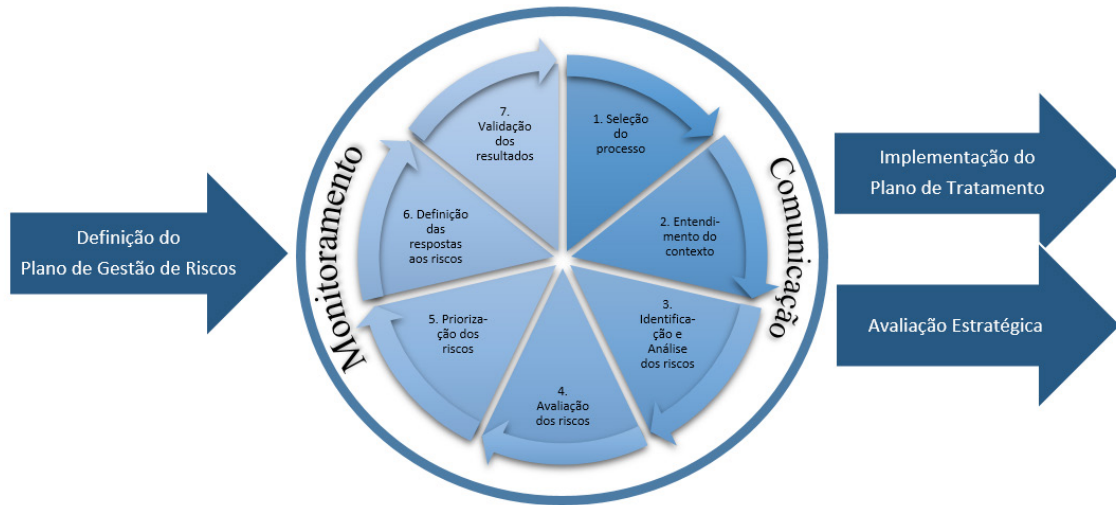 Definição do
Plano de Gestão de Riscos
Monitoramento
1. Seleção
do
processo
2. Entendi-
mento do
contexto
3.
Identifica-
ção e
Análise
dos riscos
4.
Avaliação
dos riscos
5. Prioriza-
ção dos
riscos
6. Definição
das
respostas
aos riscos
7.
Validação
dos
resultados
Comunicação
Implementação do
Plano de Tratamento
Avaliação Estratégica